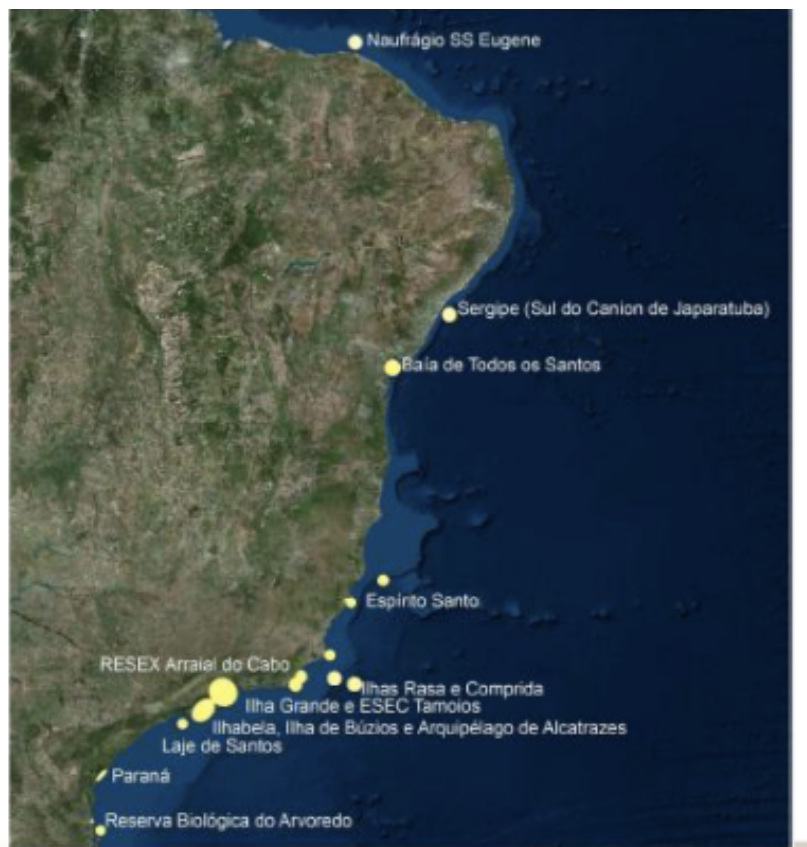 Naufrágio SS Eugene
Sergipe (Sul do Canion de Japaratuba)
Baía de Todos os Santos
Espírito Santo
RESEX Arraial do Cabo
Ilhas Rasa e Comprida
Ilha Grande e ESEC Tamoios
Ilhabela, Ilha de Búzios e Arquipélago de Alcatrazes
Laje de Santos
Paraná
Reserva Biológica do Arvoredo